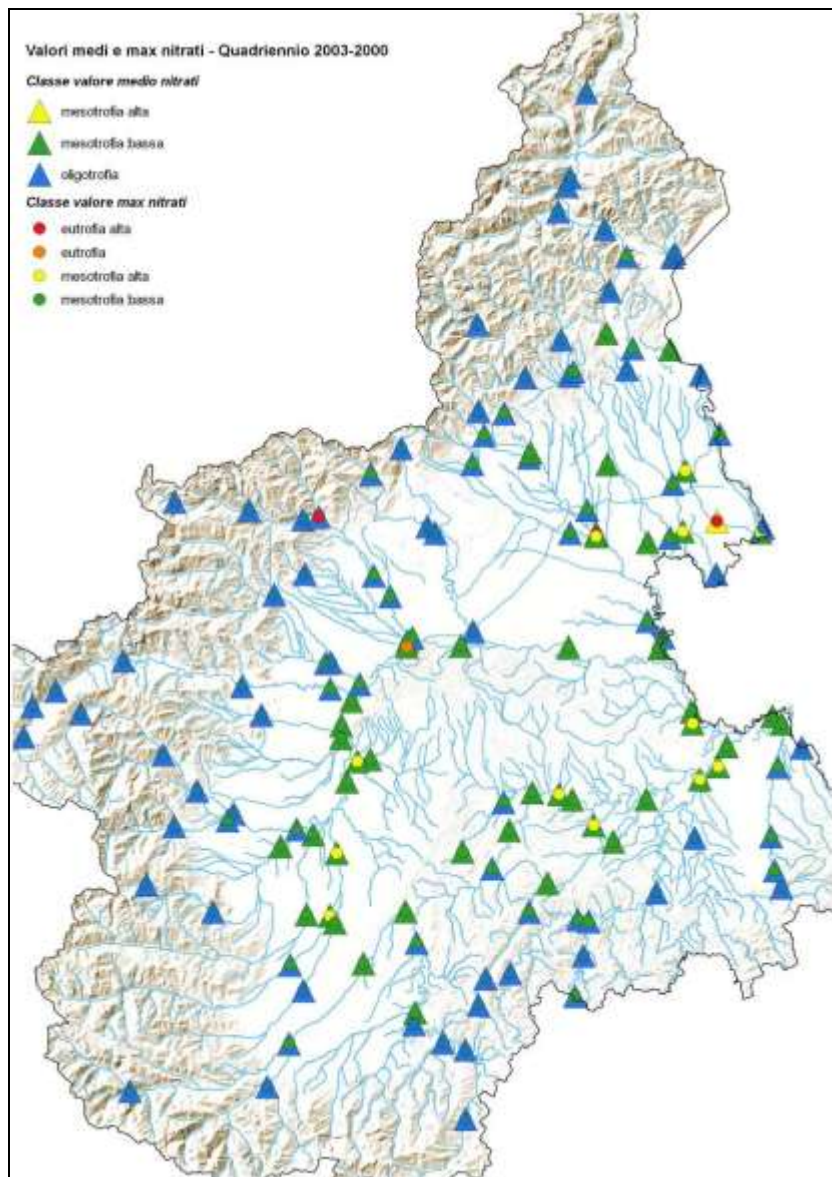 Valori medi e max nitrati - Quadriennio 2003-2000
Classe valore medio nitrati
mesotrofia alta
mesotrofia bassa
oligotrofia
Classe valore max nitrati
eutrofia alta
eutrofia
mesotrofia alta
mesotrofia bassa